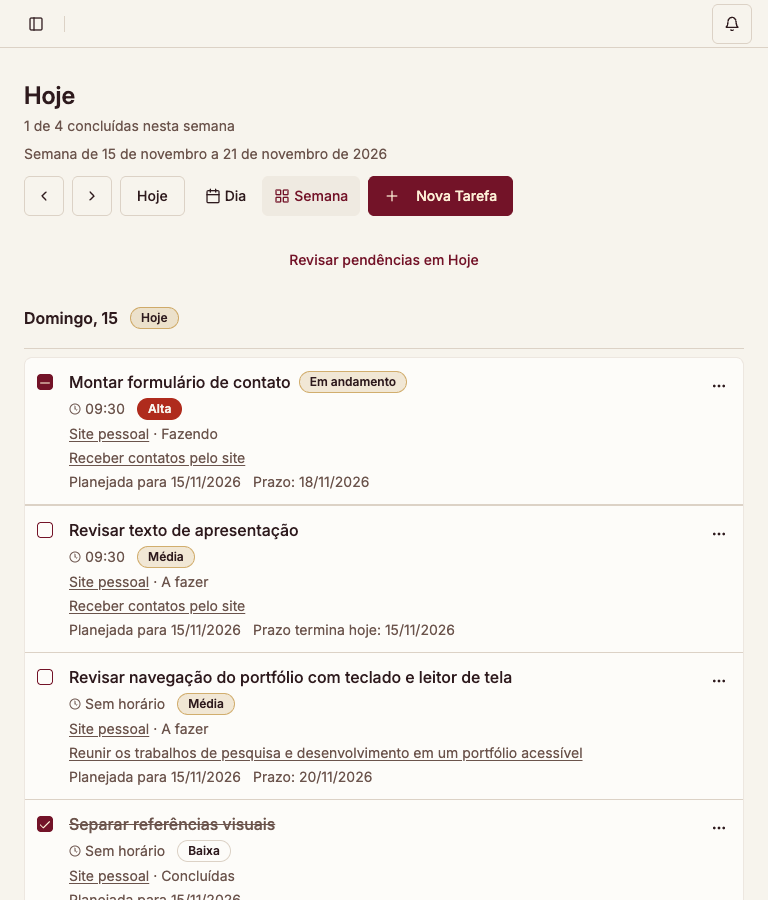 Hoje
1 de 4 concluídas nesta semana
Semana de 15 de novembro a 21 de novembro de 2026
Hoje Dia Semana Nova Tarefa
Revisar pendências em Hoje
Domingo, 15 Hoje
Montar formulário de contato Em andamento
09:30 Alta
Site pessoal · Fazendo
Receber contatos pelo site
Planejada para 15/11/2026 Prazo: 18/11/2026
Revisar texto de apresentação
09:30 Média
Site pessoal · A fazer
Receber contatos pelo site
Planejada para 15/11/2026 Prazo termina hoje: 15/11/2026
Revisar navegação do portfólio com teclado e leitor de tela
Sem horário Média
Site pessoal · A fazer
Reunir os trabalhos de pesquisa e desenvolvimento em um portfólio acessível
Planejada para 15/11/2026 Prazo: 20/11/2026
Separar referências visuais
Sem horário Baixa
Site pessoal · Concluídas
Planejada para 15/11/2026